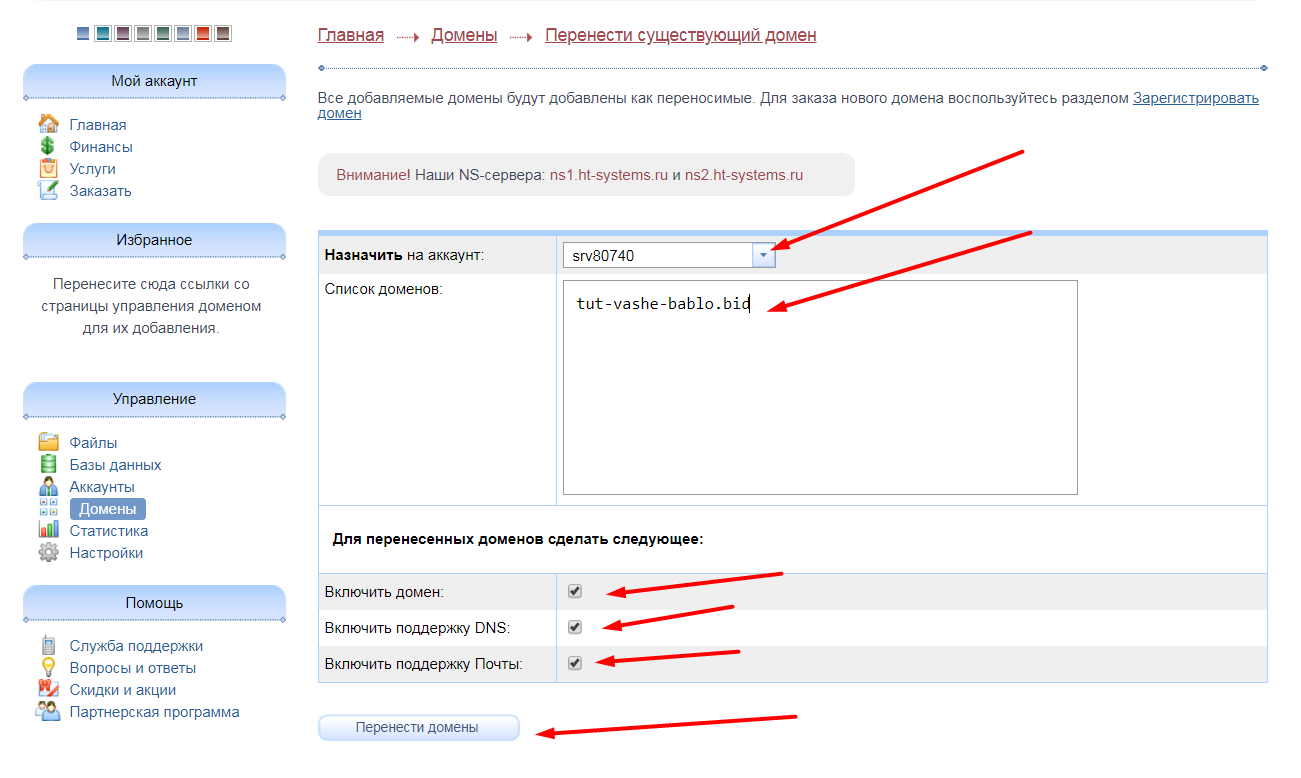 Главная Домены Перенести существующий домен
Мой аккаунт
Главная
Финансы
Услуги
Заказать
Избранное
Перенесите сюда ссылки со
страницы управления доменом
для их добавления.
Управление
Файлы
Базы данных
Аккаунты
Домены
Статистика
Настройки
Помощь
Служба поддержки
Вопросы и ответы
Скидки и акции
Партнерская программа
Все добавляемые домены будут добавлены как переносимые. Для заказа нового домена воспользуйтесь разделом Зарегистрировать
домен
Внимание! Наши NS-сервера: ns1.ht-systems.ru и ns2.ht-systems.ru
Назначить на аккаунт: srv80740
Список доменов: tut-vashe-bablo.bid
Для перенесенных доменов сделать следующее:
Включить домен:
Включить поддержку DNS:
Включить поддержку Почты:
Перенести домены